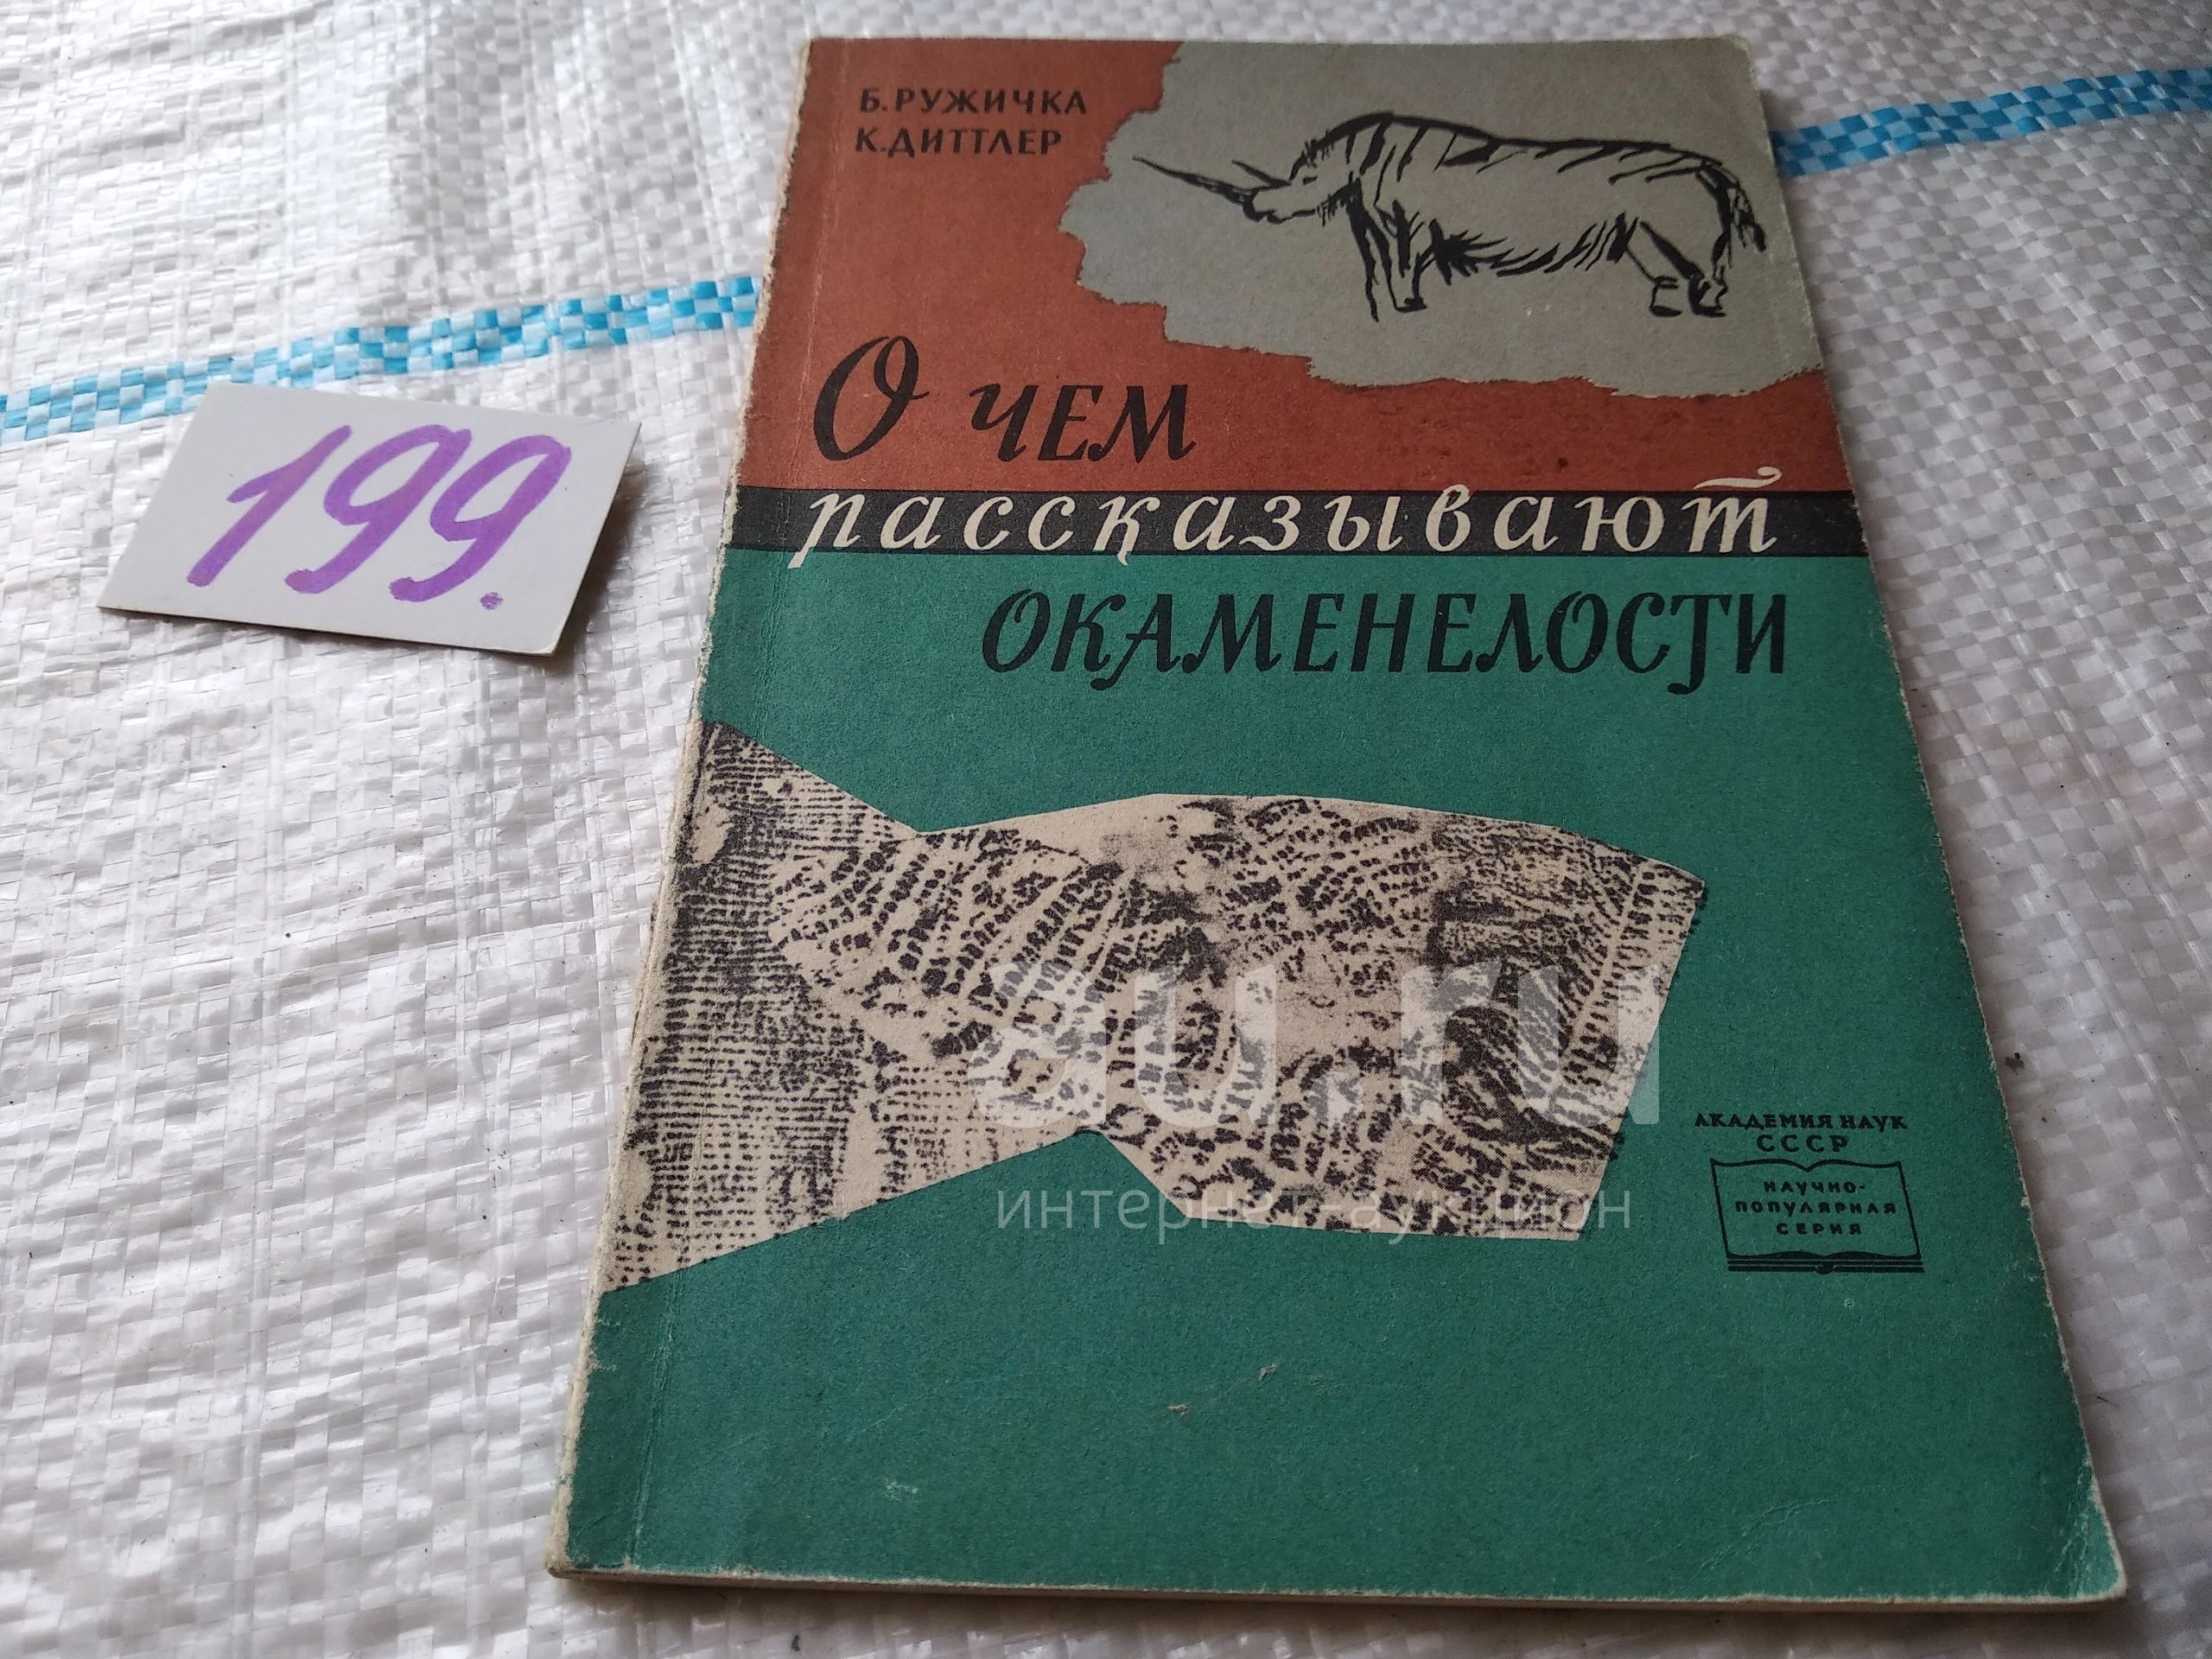 Б. РУЖИЧКА
К. ДИТТЛЕР
О ЧЕМ
рассказывают
ОКАМЕНЕЛОСТИ
199.
au.ru
интернет-аукцион
АКАДЕМИЯ НАУК
СССР
НАУЧНО-
ПОПУЛЯРНАЯ
СЕРИЯ